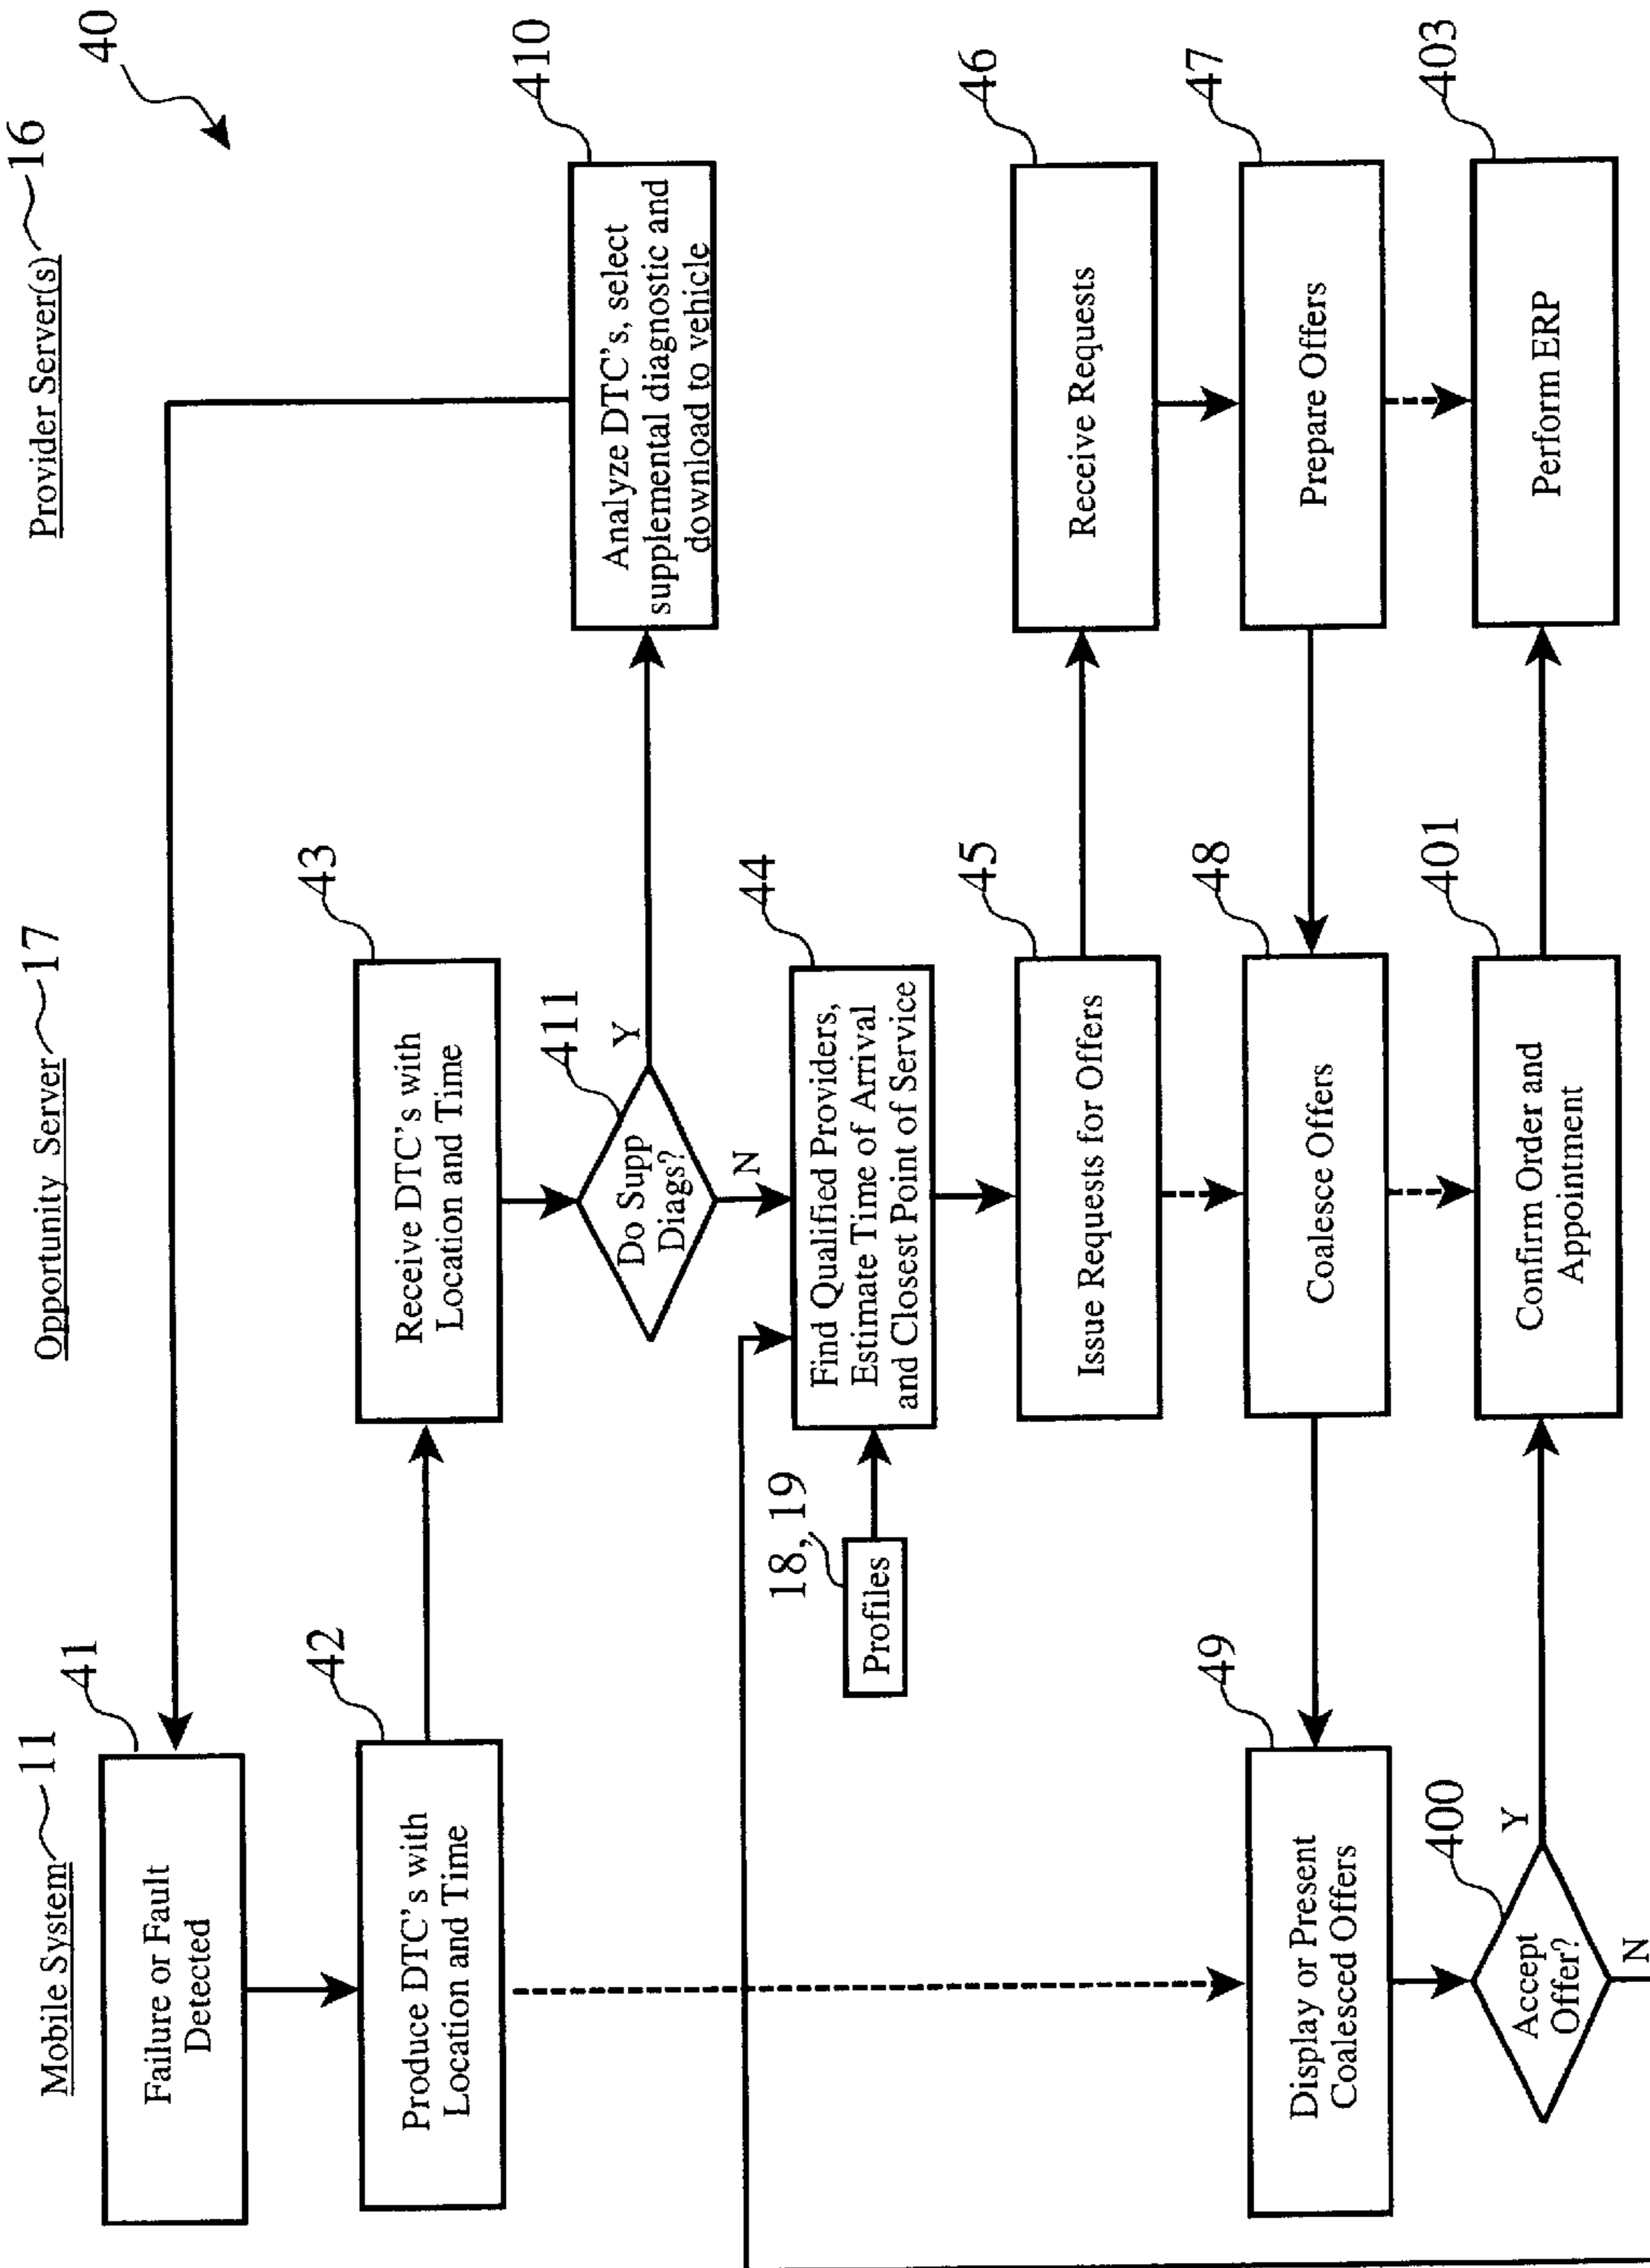 40
Mobile System 11
Opportunity Server 17
Provider Server(s) 16
41
Failure or Fault
Detected
42
Produce DTC's with
Location and Time
43
Receive DTC's with
Location and Time
411
Do Supp
Diags?
Y
N
410
Analyze DTC's, select
supplemental diagnostic and
download to vehicle
18, 19
Profiles
44
Find Qualified Providers,
Estimate Time of Arrival
and Closest Point of Service
45
Issue Requests for Offers
46
Receive Requests
47
Prepare Offers
48
Coalesce Offers
49
Display or Present
Coalesced Offers
400
Accept
Offer?
Y
N
401
Confirm Order and
Appointment
403
Perform ERP